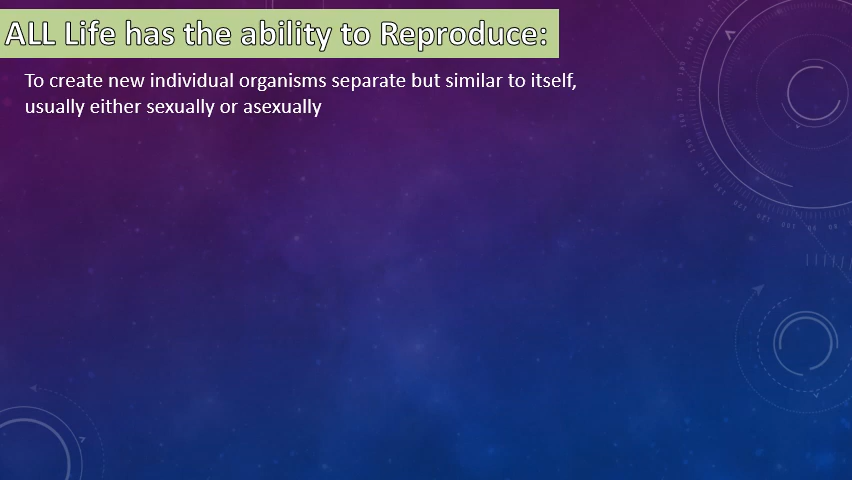 ALL Life has the ability to Reproduce:
To create new individual organisms separate but similar to itself,
usually either sexually or asexually